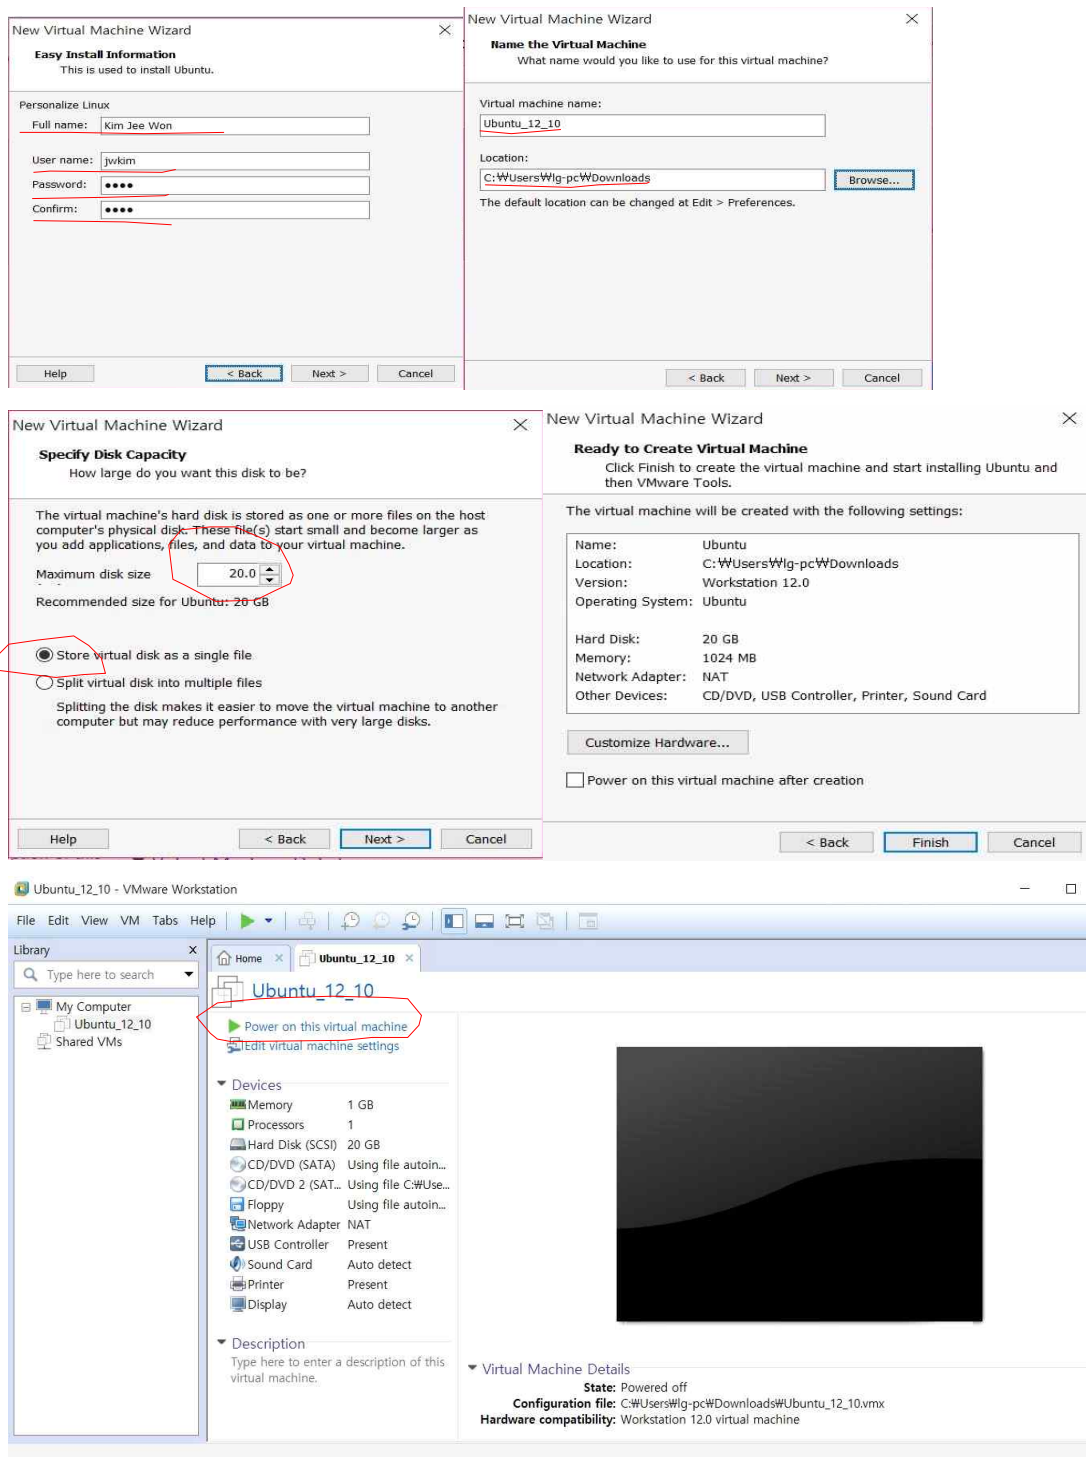 New Virtual Machine Wizard
Easy Install Information
This is used to install Ubuntu.
Personalize Linux
Full name: Kim Jee Won
User name: jwkim
Password: ●●●●
Confirm: ●●●●
Help < Back Next > Cancel
New Virtual Machine Wizard
Name the Virtual Machine
What name would you like to use for this virtual machine?
Virtual machine name:
Ubuntu_12_10
Location:
C:₩Users₩lg-pc₩Downloads Browse...
The default location can be changed at Edit > Preferences.
< Back Next > Cancel
New Virtual Machine Wizard
Specify Disk Capacity
How large do you want this disk to be?
The virtual machine's hard disk is stored as one or more files on the host
computer's physical disk. These file(s) start small and become larger as
you add applications, files, and data to your virtual machine.
Maximum disk size 20.0
Recommended size for Ubuntu: 20 GB
Store virtual disk as a single file
Split virtual disk into multiple files
Splitting the disk makes it easier to move the virtual machine to another
computer but may reduce performance with very large disks.
Help < Back Next > Cancel
New Virtual Machine Wizard
Ready to Create Virtual Machine
Click Finish to create the virtual machine and start installing Ubuntu and
then VMware Tools.
The virtual machine will be created with the following settings:
Name: Ubuntu
Location: C:₩Users₩lg-pc₩Downloads
Version: Workstation 12.0
Operating System: Ubuntu
Hard Disk: 20 GB
Memory: 1024 MB
Network Adapter: NAT
Other Devices: CD/DVD, USB Controller, Printer, Sound Card
Customize Hardware...
Power on this virtual machine after creation
< Back Finish Cancel
Ubuntu_12_10 - VMware Workstation
File Edit View VM Tabs Help
Library
Type here to search
My Computer
Ubuntu_12_10
Shared VMs
Home Ubuntu_12_10
Ubuntu_12_10
Power on this virtual machine
Edit virtual machine settings
Devices
Memory 1 GB
Processors 1
Hard Disk (SCSI) 20 GB
CD/DVD (SATA) Using file autoin...
CD/DVD 2 (SAT... Using file C:₩Use...
Floppy Using file autoin...
Network Adapter NAT
USB Controller Present
Sound Card Auto detect
Printer Present
Display Auto detect
Description
Type here to enter a description of this
virtual machine.
Virtual Machine Details
State: Powered off
Configuration file: C:₩Users₩lg-pc₩Downloads₩Ubuntu_12_10.vmx
Hardware compatibility: Workstation 12.0 virtual machine